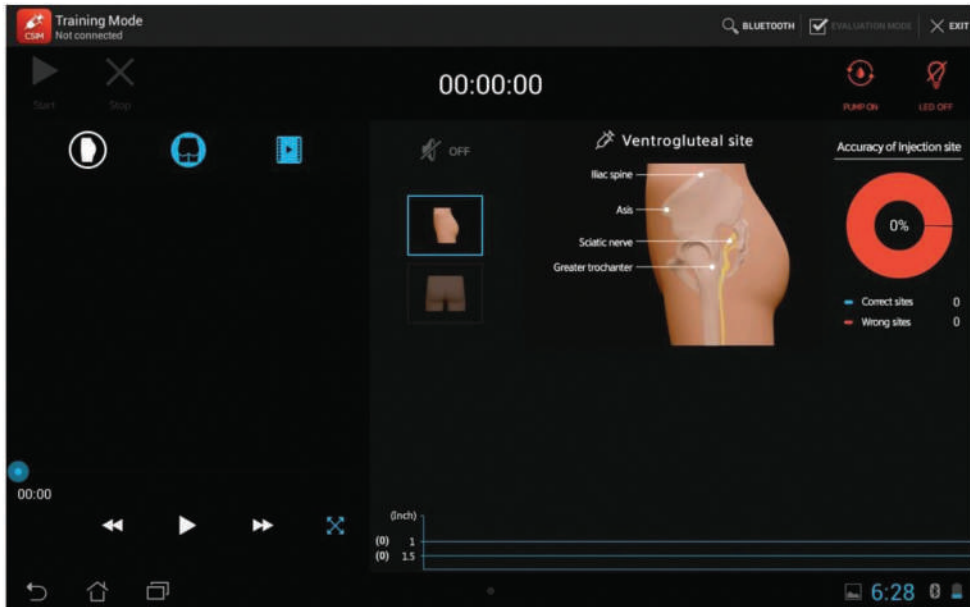 CSIM
Training Mode
Not connected
BLUETOOTH
EVALUATION MODE
EXIT
Start
Stop
00:00:00
PUMP ON
LED OFF
OFF
Ventrogluteal site
Iliac spine
Asis
Sciatic nerve
Greater trochanter
Accuracy of Injection site
0%
Correct sites 0
Wrong sites 0
00:00
(Inch)
(0) 1
(0) 1.5
6:28